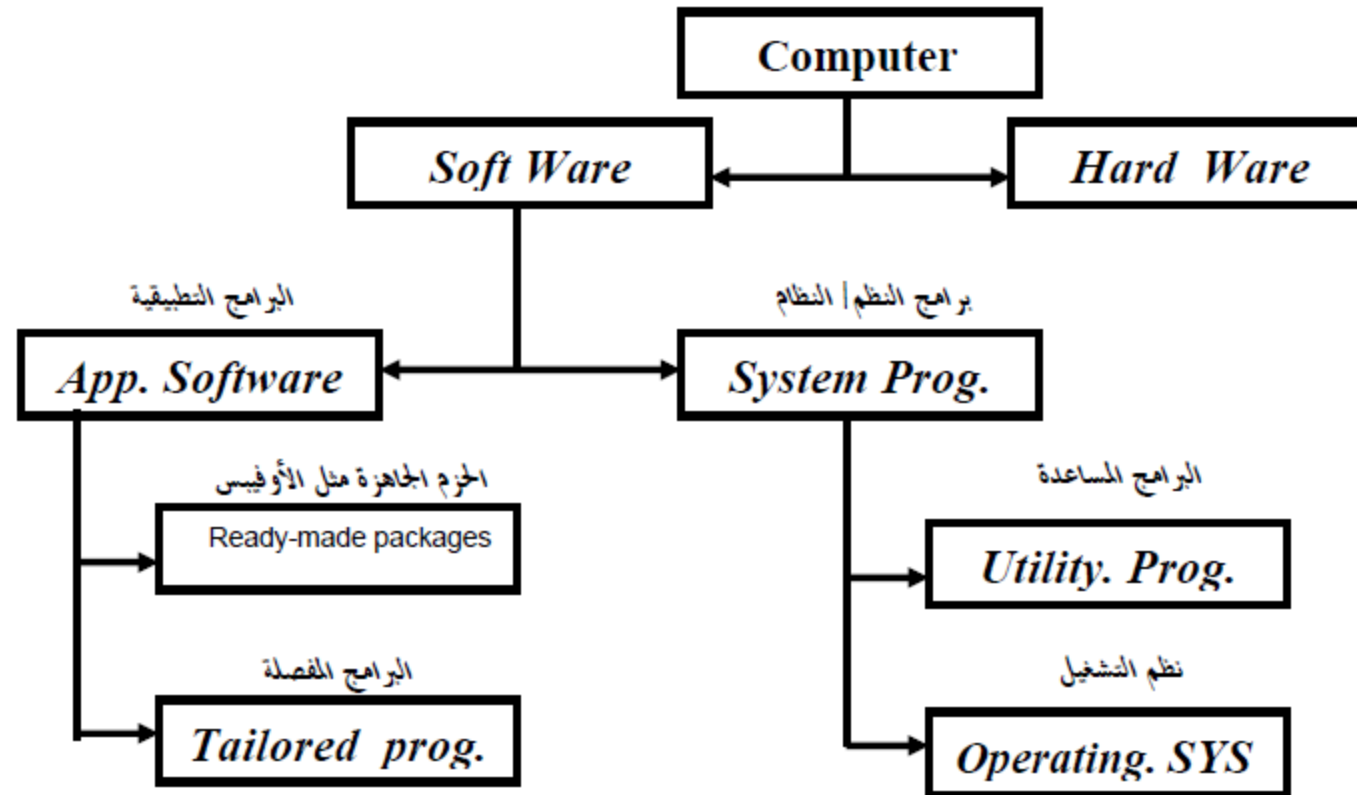 Computer
Soft Ware
Hard Ware
البرامج التطبيقية
برامج النظم/ النظام
App. Software
System Prog.
الحزم الجاهزة مثل الأوفيس
البرامج المساعدة
Ready-made packages
Utility. Prog.
البرامج المفصلة
نظم التشغيل
Tailored prog.
Operating. SYS